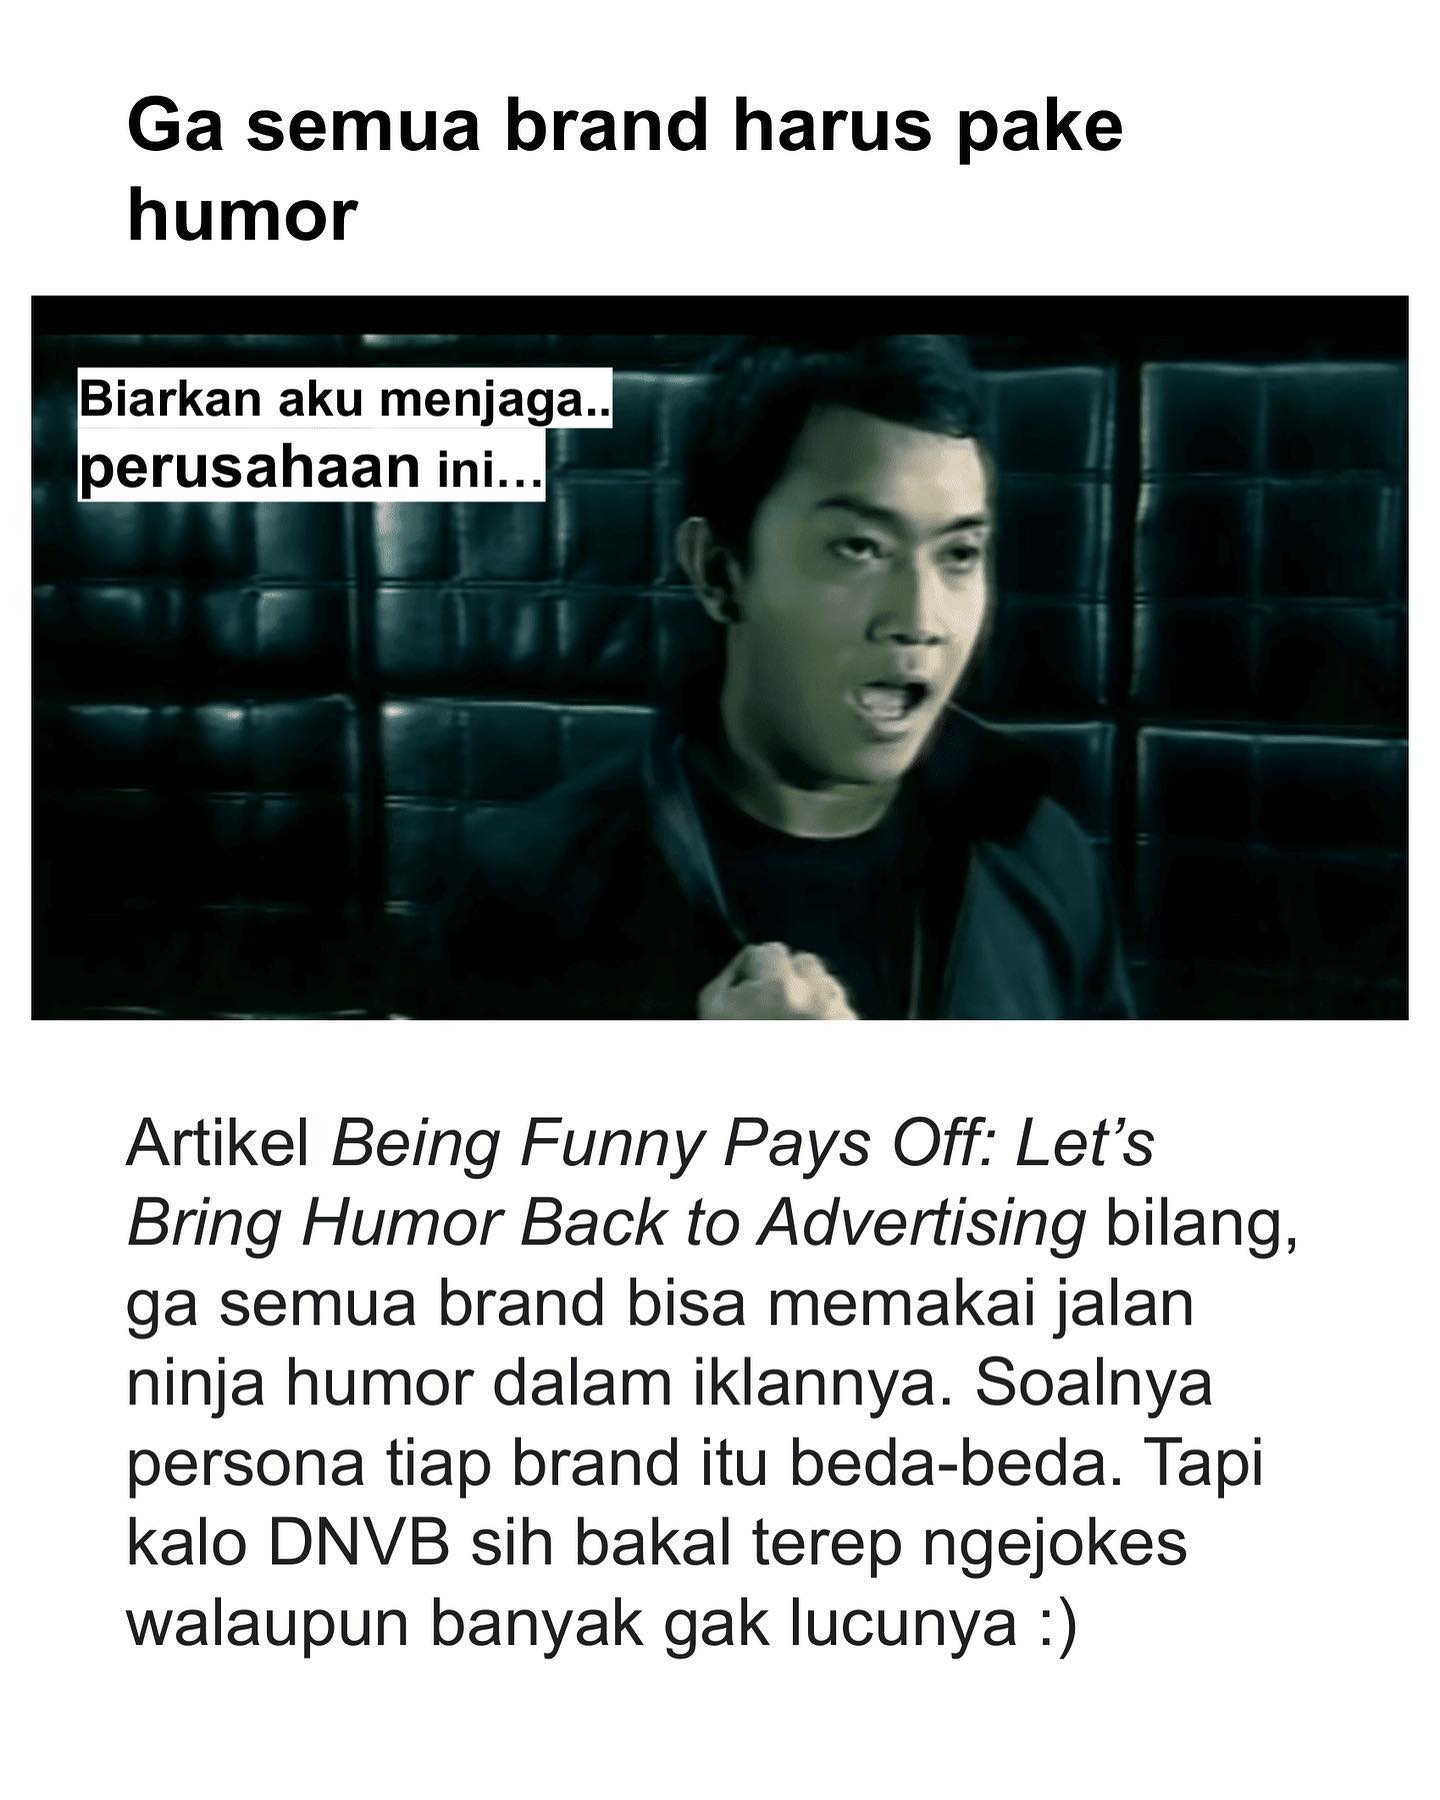 Ga semua brand harus pake
humor
Biarkan aku menjaga..
perusahaan ini...
Artikel Being Funny Pays Off: Let’s
Bring Humor Back to Advertising bilang,
ga semua brand bisa memakai jalan
ninja humor dalam iklannya. Soalnya
persona tiap brand itu beda-beda. Tapi
kalo DNVB sih bakal terep ngejokes
walaupun banyak gak lucunya :)